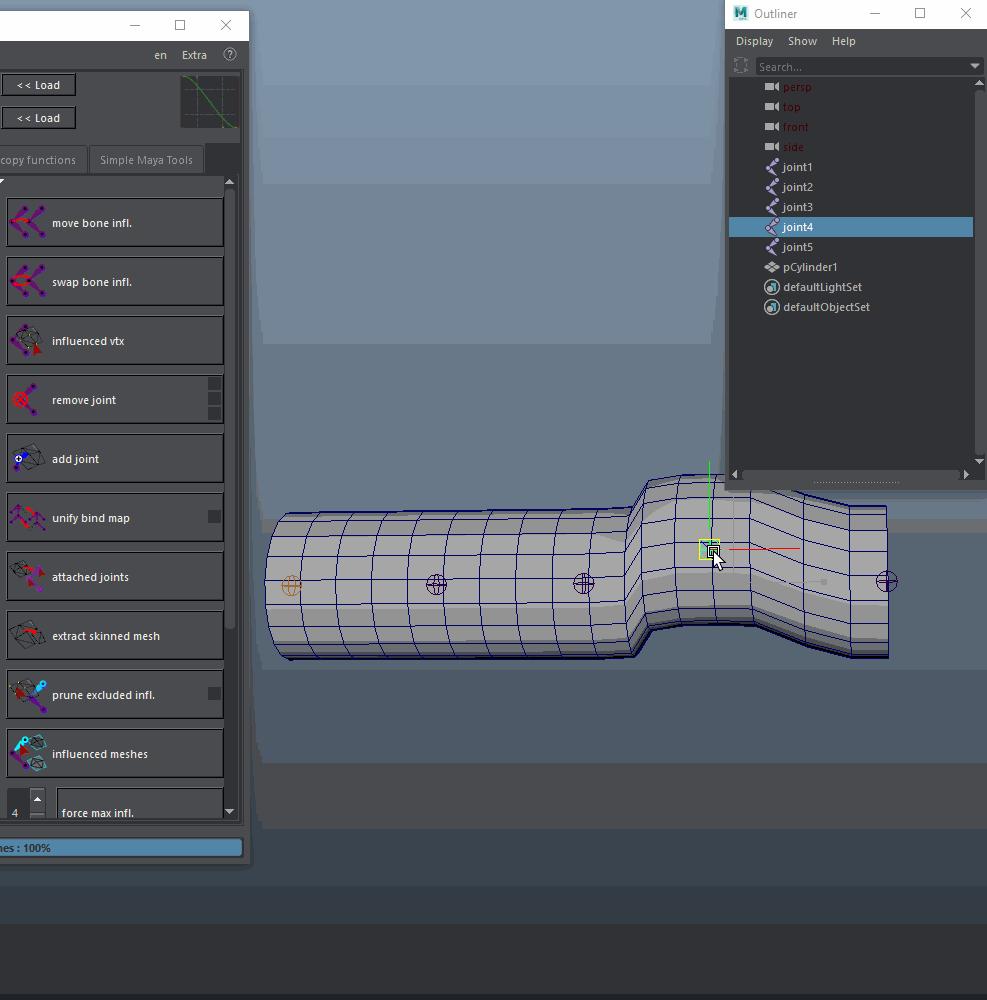 en Extra ?
<< Load
<< Load
copy functions Simple Maya Tools
move bone infl.
swap bone infl.
influenced vtx
remove joint
add joint
unify bind map
attached joints
extract skinned mesh
prune excluded infl.
influenced meshes
4 force max infl.
nes : 100%
M Outliner
Display Show Help
Search...
persp
top
front
side
joint1
joint2
joint3
joint4
joint5
pCylinder1
defaultLightSet
defaultObjectSet